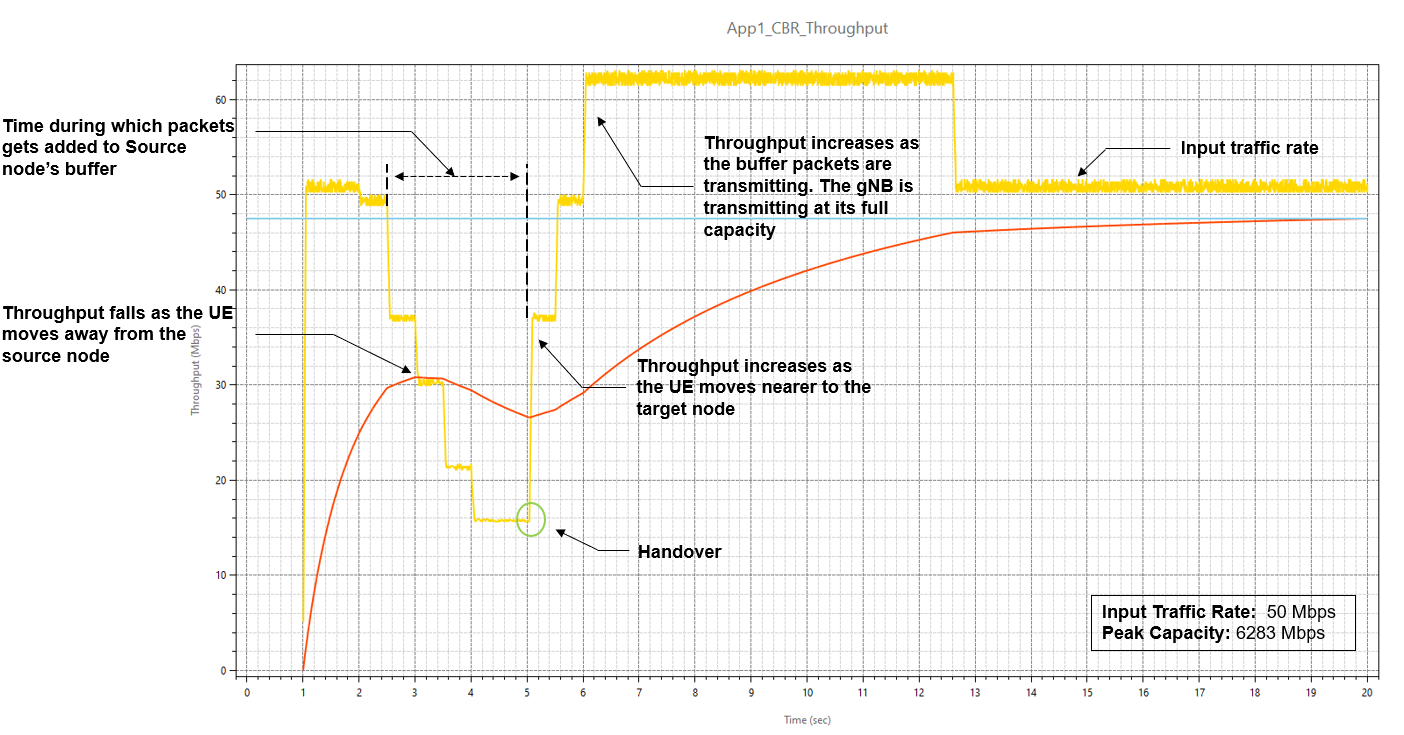 App1_CBR_Throughput
Time during which packets
gets added to Source
node's buffer
Throughput increases as
the buffer packets are
transmitting. The gNB is
transmitting at its full
capacity
Input traffic rate
Throughput falls as the UE
moves away from the
source node
Throughput increases as
the UE moves nearer to the
target node
Handover
Input Traffic Rate: 50 Mbps
Peak Capacity: 6283 Mbps
Throughput (Mbps)
60
50
40
30
20
10
0
0 1 2 3 4 5 6 7 8 9 10 11 12 13 14 15 16 17 18 19 20
Time (sec)